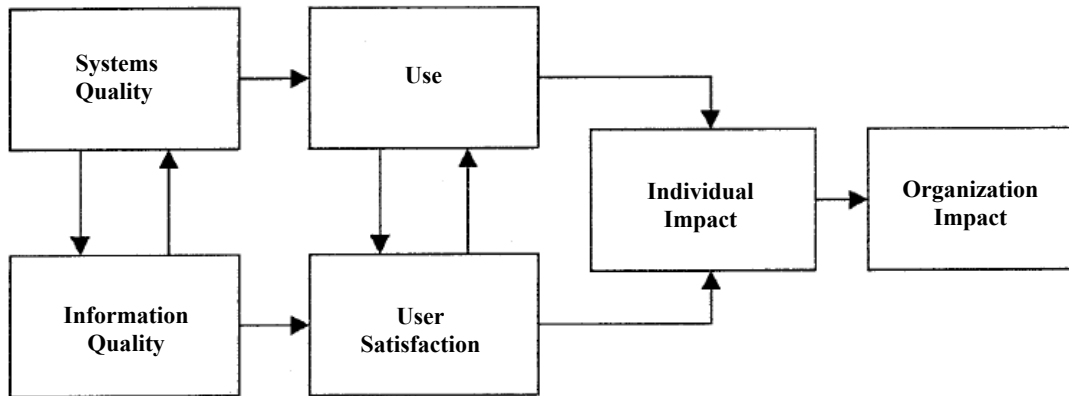 Systems
Quality
Use
Individual
Impact
Organization
Impact
Information
Quality
User
Satisfaction